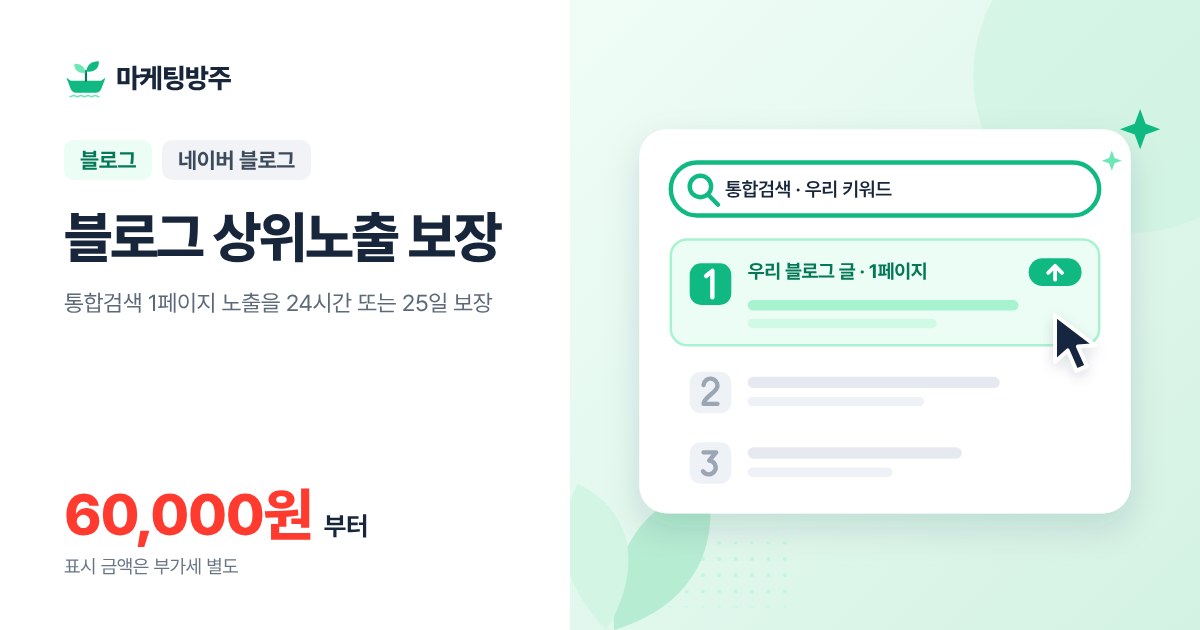 마케팅방주
블로그
네이버 블로그
블로그 상위노출 보장
통합검색 1페이지 노출을 24시간 또는 25일 보장
60,000원 부터
표시 금액은 부가세 별도
통합검색 · 우리 키워드
1
우리 블로그 글 · 1페이지
2
3